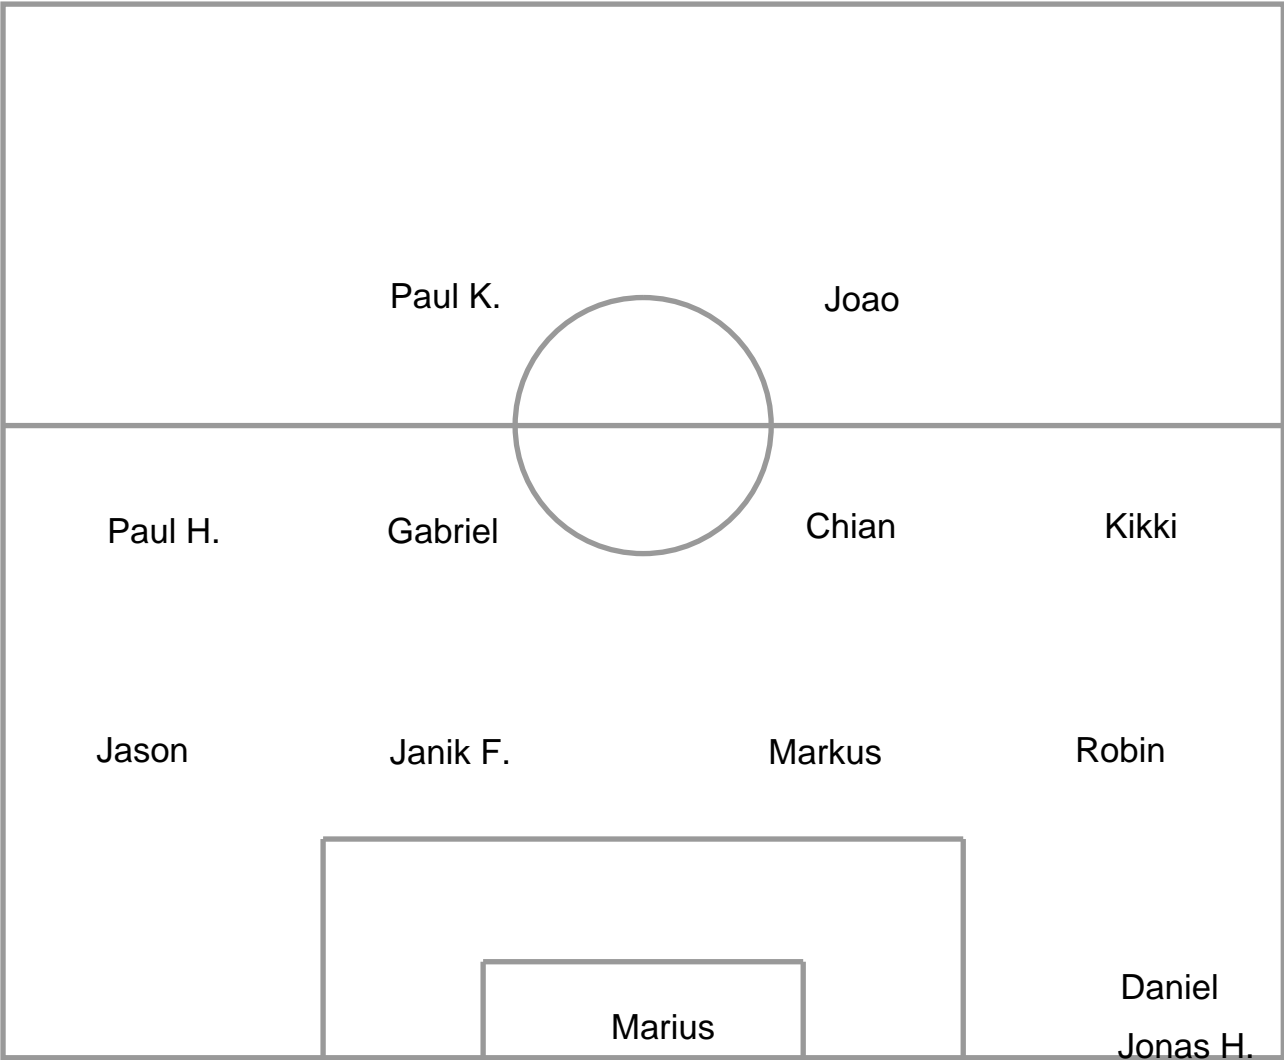 Paul K. Joao
Paul H. Gabriel Chian Kikki
Jason Janik F. Markus Robin
Daniel
Marius
Jonas H.